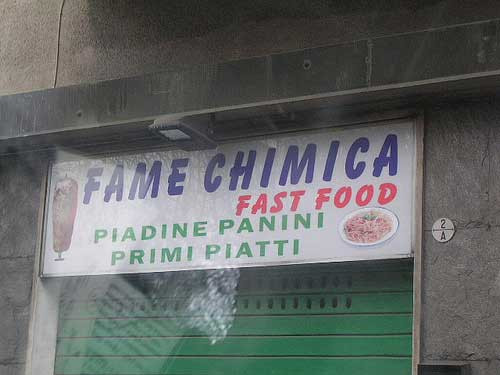 FAME CHIMICA
FAST FOOD
PIADINE PANINI
PRIMI PIATTI
2
A